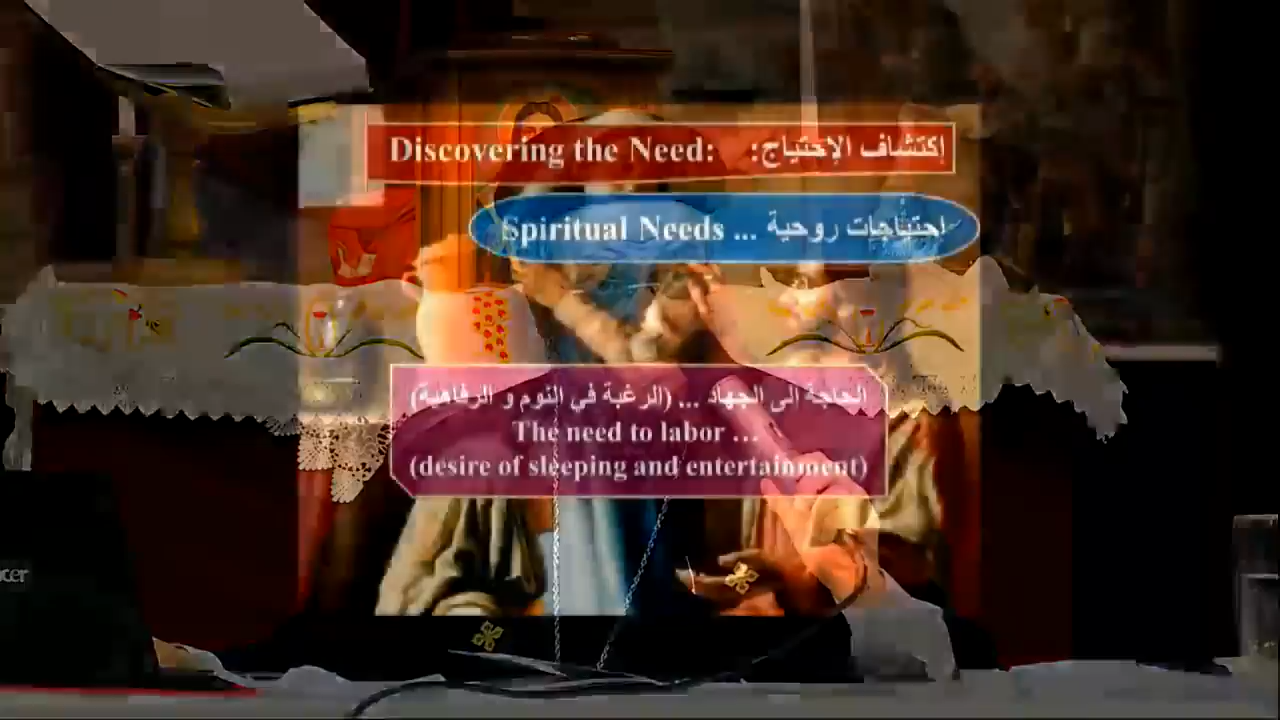 Discovering the Need: إكتشاف الإحتياج:
Spiritual Needs ... احتياجات روحية
الحاجة الى الجهاد ... (الرغبة في النوم و الرفاهية)
The need to labor ...
(desire of sleeping and entertainment)
cer